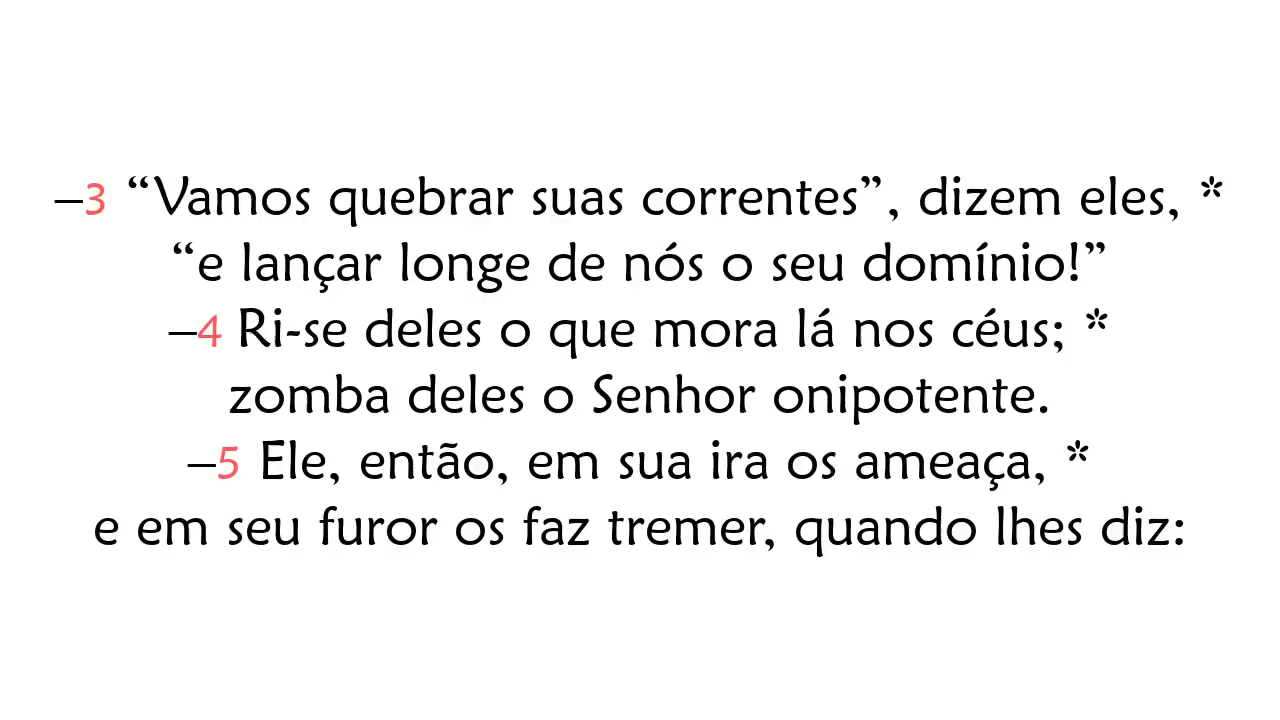 –3 “Vamos quebrar suas correntes”, dizem eles, *
“e lançar longe de nós o seu domínio!”
–4 Ri-se deles o que mora lá nos céus; *
zomba deles o Senhor onipotente.
–5 Ele, então, em sua ira os ameaça, *
e em seu furor os faz tremer, quando lhes diz: